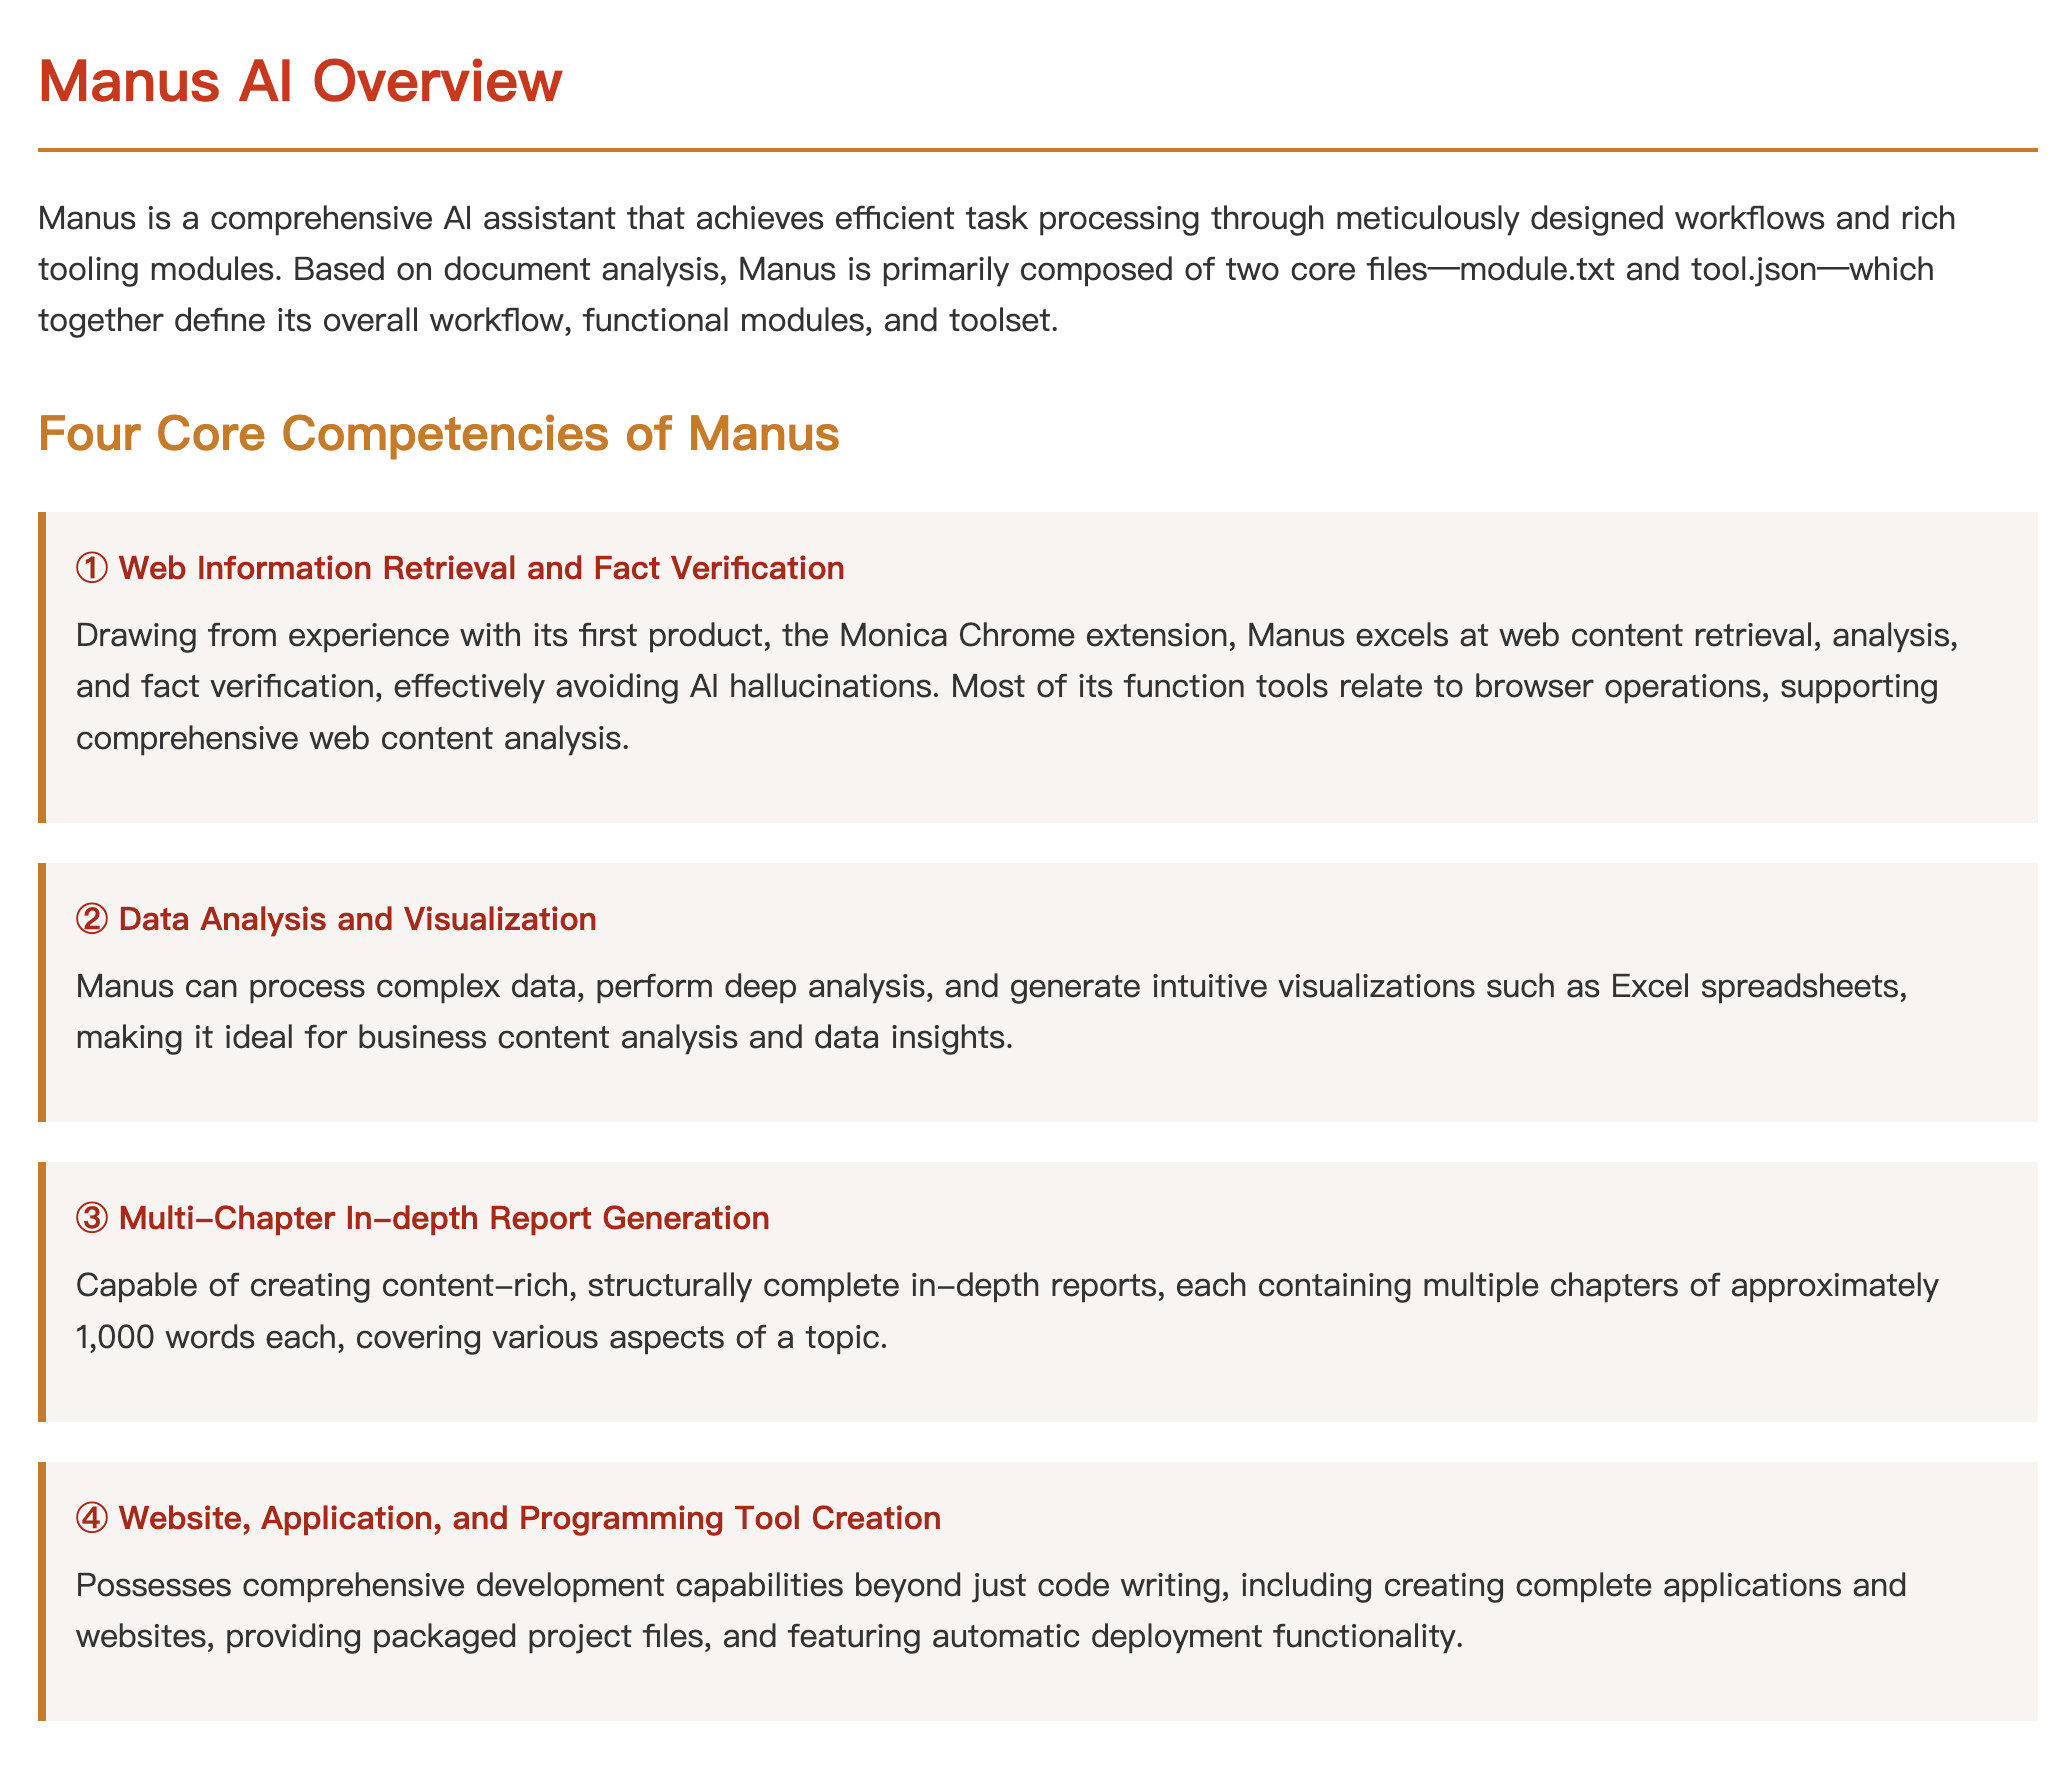 Manus AI Overview
Manus is a comprehensive AI assistant that achieves efficient task processing through meticulously designed workflows and rich
tooling modules. Based on document analysis, Manus is primarily composed of two core files—module.txt and tool.json—which
together define its overall workflow, functional modules, and toolset.
Four Core Competencies of Manus
① Web Information Retrieval and Fact Verification
Drawing from experience with its first product, the Monica Chrome extension, Manus excels at web content retrieval, analysis,
and fact verification, effectively avoiding AI hallucinations. Most of its function tools relate to browser operations, supporting
comprehensive web content analysis.
② Data Analysis and Visualization
Manus can process complex data, perform deep analysis, and generate intuitive visualizations such as Excel spreadsheets,
making it ideal for business content analysis and data insights.
③ Multi-Chapter In-depth Report Generation
Capable of creating content-rich, structurally complete in-depth reports, each containing multiple chapters of approximately
1,000 words each, covering various aspects of a topic.
④ Website, Application, and Programming Tool Creation
Possesses comprehensive development capabilities beyond just code writing, including creating complete applications and
websites, providing packaged project files, and featuring automatic deployment functionality.